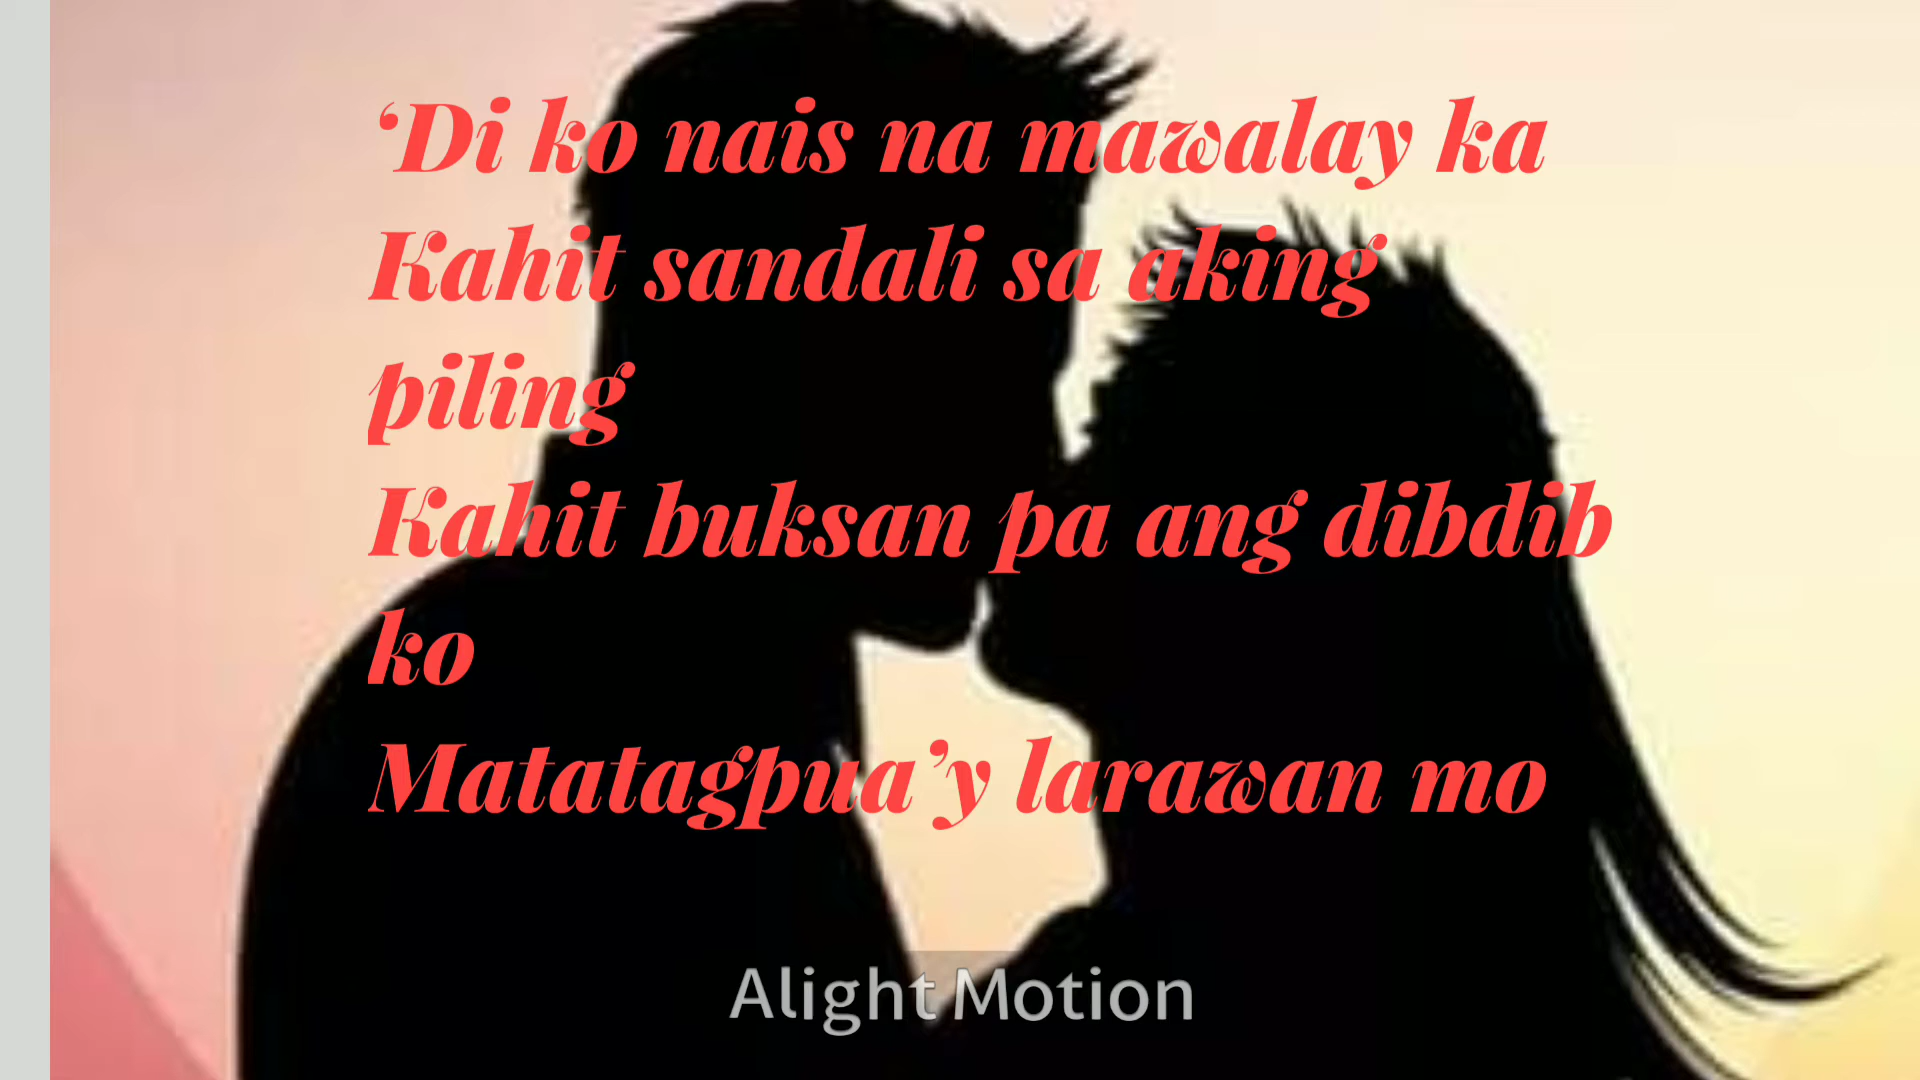 ‘Di ko nais na mawalay ka
Kahit sandali sa aking
piling
Kahit buksan pa ang dibdib
ko
Matatagpua’y larawan mo
Alight Motion